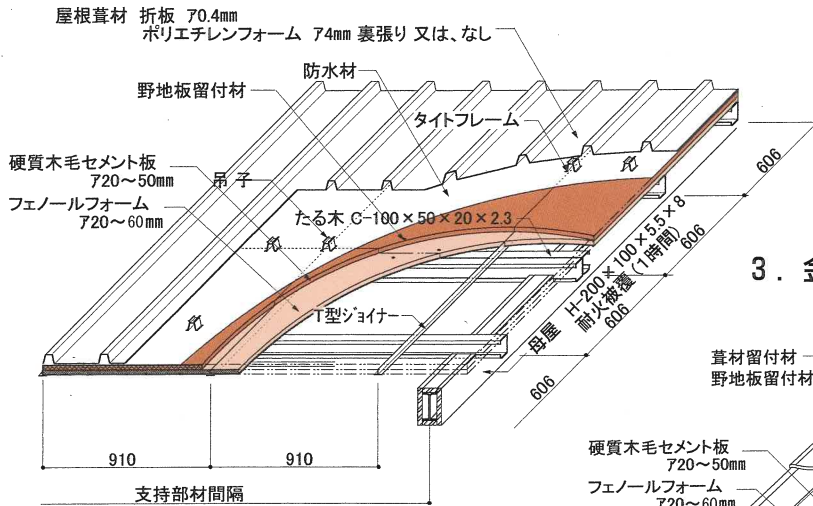 屋根葺材 折板 ア0.4mm
ポリエチレンフォーム ア4mm 裏張り 又は、なし
防水材
野地板留付材
タイトフレーム
硬質木毛セメント板
ア20～50mm
吊子
フェノールフォーム
ア20～60mm
たる木 C-100×50×20×2.3
T型ジョイナー
母屋 H-200×100×5.5×8
耐火被覆(1時間)
606
606
606
606
910
910
支持部材間隔
3.
葺材留付材
野地板留付材
硬質木毛セメント板
ア20～50mm
フェノールフォーム
ア20～60mm